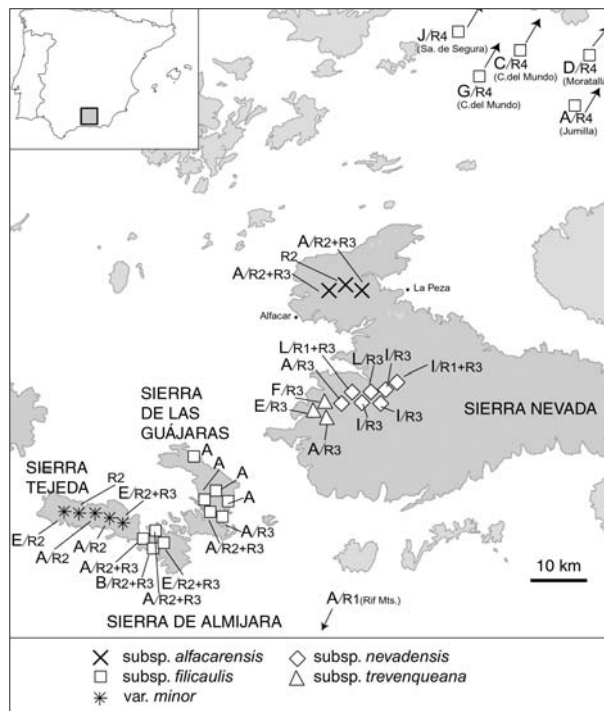 J/R4
(Sa. de Segura)
C/R4
(C.del Mundo)
D/R4
(Moratalla)
G/R4
(C.del Mundo)
A/R4
(Jumilla)
A/R2+R3
R2
A/R2+R3
La Peza
Alfacar
L/R1+R3
A/R3
L/R3
I/R3
I/R1+R3
F/R3
E/R3
I/R3
I/R3
A/R3
SIERRA NEVADA
SIERRA
DE LAS
GUÁJARAS
A
A
A
A
A/R3
A/R2+R3
SIERRA
TEJEDA
R2
E/R2+R3
E/R2
A/R2
A/R2
A/R2+R3
B/R2+R3
A/R2+R3
E/R2+R3
SIERRA DE ALMIJARA
A/R1(Rif Mts.)
10 km
subsp. alfacarensis
subsp. nevadensis
subsp. filicaulis
subsp. trevenqueana
var. minor